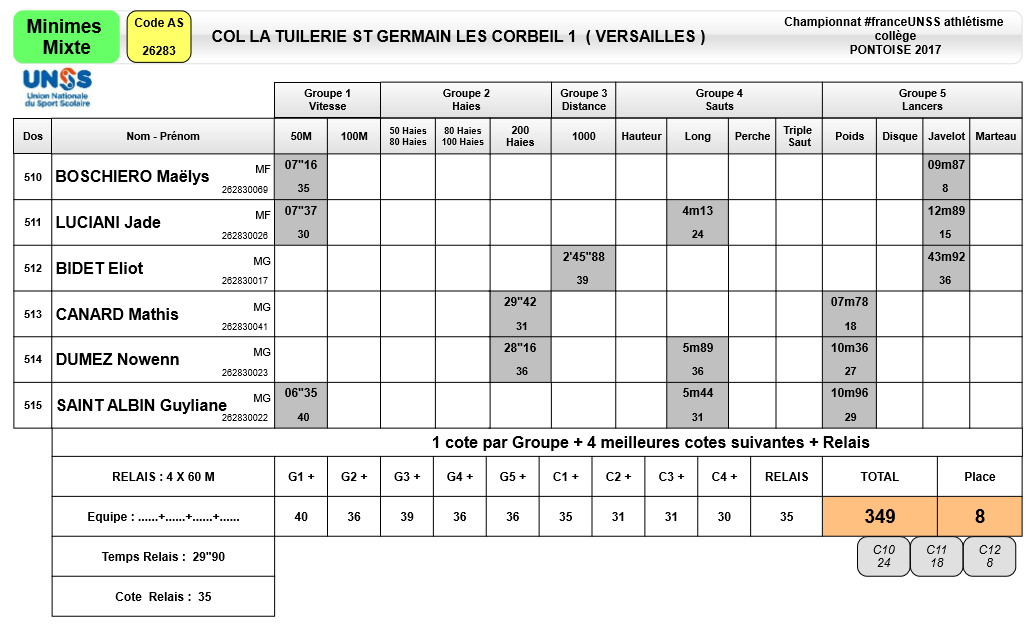 Minimes
Mixte
Code AS
26283
COL LA TUILERIE ST GERMAIN LES CORBEIL 1 ( VERSAILLES )
Championnat #franceUNSS athlétisme
collège
PONTOISE 2017
UNSS
Union Nationale
du Sport Scolaire
Groupe 1
Vitesse
Groupe 2
Haies
Groupe 3
Distance
Groupe 4
Sauts
Groupe 5
Lancers
Dos
Nom - Prénom
50M
100M
50 Haies
80 Haies
80 Haies
100 Haies
200
Haies
1000
Hauteur
Long
Perche
Triple
Saut
Poids
Disque
Javelot
Marteau
510 BOSCHIERO Maëlys MF 262830069 07"16 35 09m87 8
511 LUCIANI Jade MF 262830026 07"37 30 4m13 24 12m89 15
512 BIDET Eliot MG 262830017 2'45"88 39 43m92 36
513 CANARD Mathis MG 262830041 29"42 31 07m78 18
514 DUMEZ Nowenn MG 262830023 28"16 36 5m89 36 10m36 27
515 SAINT ALBIN Guyliane MG 262830022 06"35 40 5m44 31 10m96 29
1 cote par Groupe + 4 meilleures cotes suivantes + Relais
RELAIS : 4 X 60 M G1 + G2 + G3 + G4 + G5 + C1 + C2 + C3 + C4 + RELAIS TOTAL Place
Equipe : ......+......+......+...... 40 36 39 36 36 35 31 31 30 35 349 8
Temps Relais : 29"90
C10
24
C11
18
C12
8
Cote Relais : 35